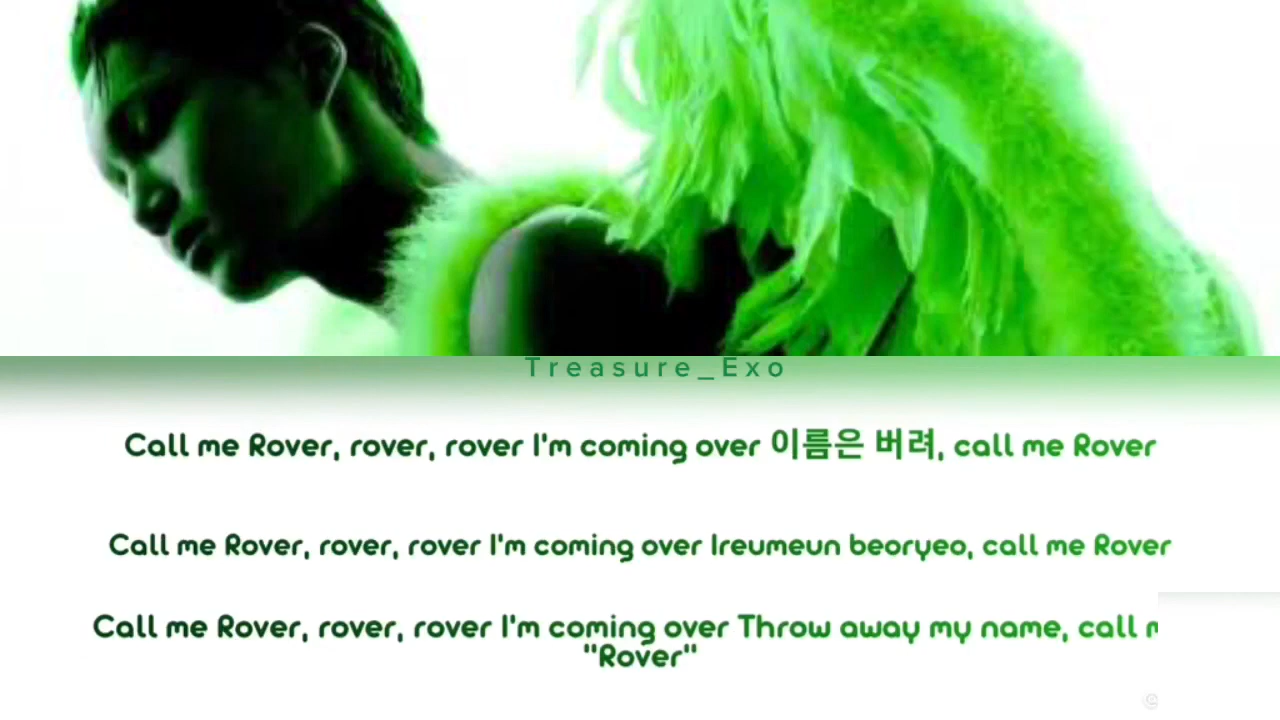 Treasure_Exo
Call me Rover, rover, rover I'm coming over 이름은 버려, call me Rover
Call me Rover, rover, rover I'm coming over Ireumeun beoryeo, call me Rover
Call me Rover, rover, rover I'm coming over Throw away my name, call
"Rover"